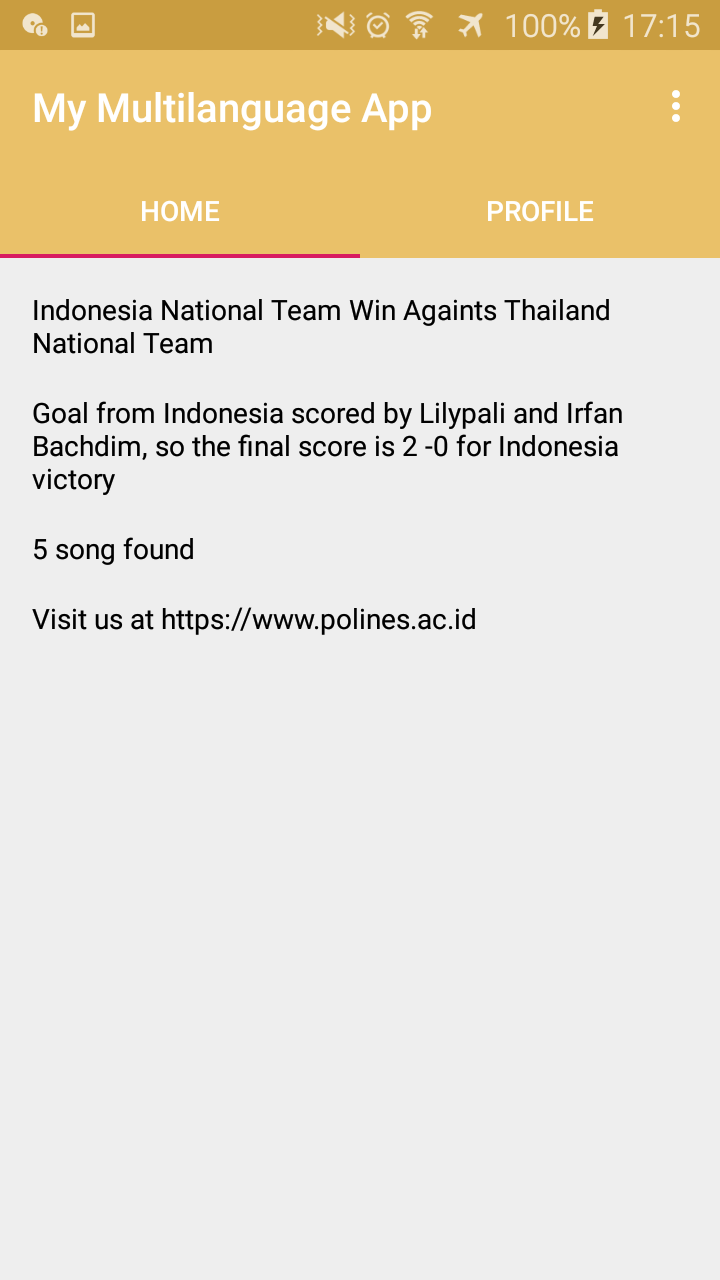 100% 17:15
My Multilanguage App
HOME PROFILE
Indonesia National Team Win Againts Thailand
National Team
Goal from Indonesia scored by Lilypali and Irfan
Bachdim, so the final score is 2 -0 for Indonesia
victory
5 song found
Visit us at https://www.polines.ac.id